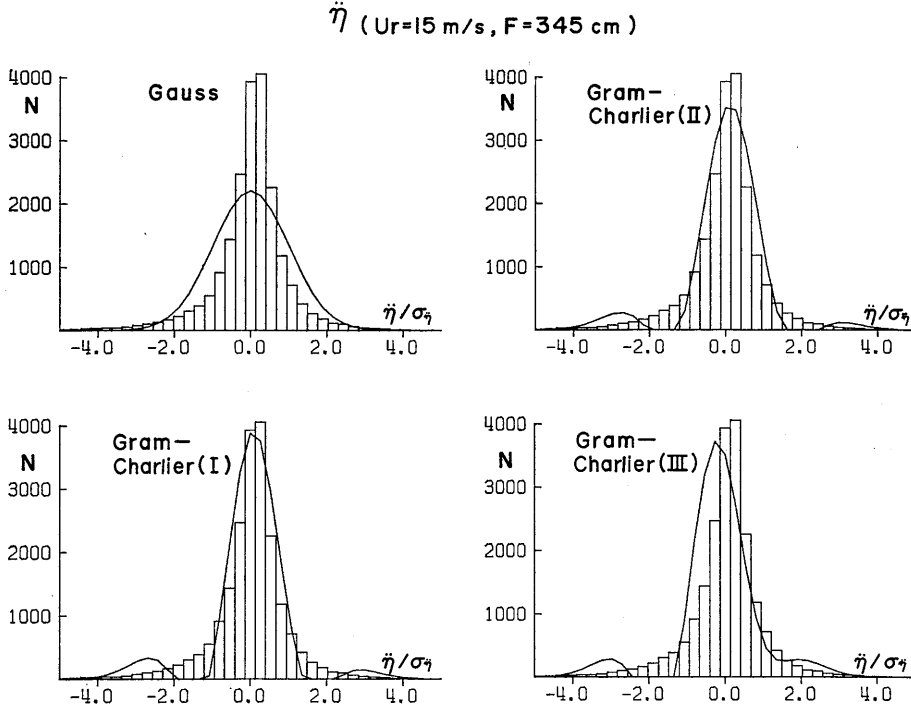 η̈ (Ur=15 m/s, F=345 cm)
4000
N
3000
2000
1000
Gauss
η̈/ση̈
-4.0 -2.0 0.0 2.0 4.0
4000
N
3000
2000
1000
Gram-
Charlier(II)
η̈/ση̈
-4.0 -2.0 0.0 2.0 4.0
4000
N
3000
2000
1000
Gram-
Charlier(I)
η̈/ση̈
-4.0 -2.0 0.0 2.0 4.0
4000
N
3000
2000
1000
Gram-
Charlier(III)
η̈/ση̈
-4.0 -2.0 0.0 2.0 4.0